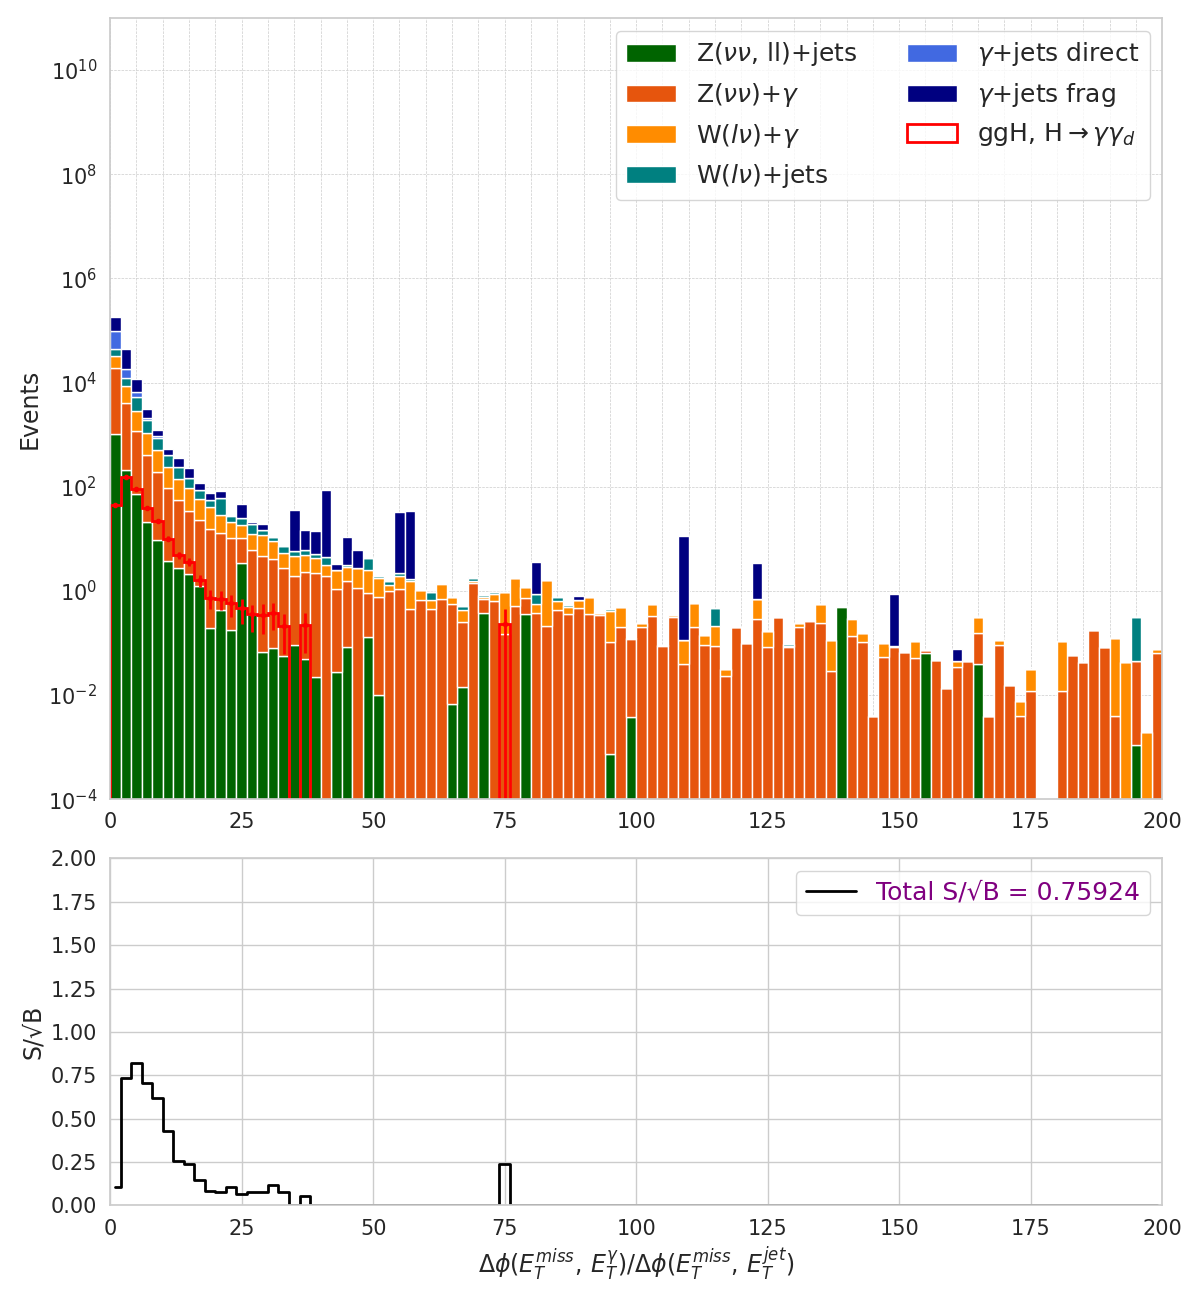 Z(νν, ll)+jets
Z(νν)+γ
W(lν)+γ
W(lν)+jets
γ+jets direct
γ+jets frag
ggH, H→γγ_d
Events
10^10
10^8
10^6
10^4
10^2
10^0
10^−2
10^−4
0 25 50 75 100 125 150 175 200
Total S/√B = 0.75924
S/√B
2.00
1.75
1.50
1.25
1.00
0.75
0.50
0.25
0.00
0 25 50 75 100 125 150 175 200
Δϕ(E_T^miss, E_T^γ)/Δϕ(E_T^miss, E_T^jet)